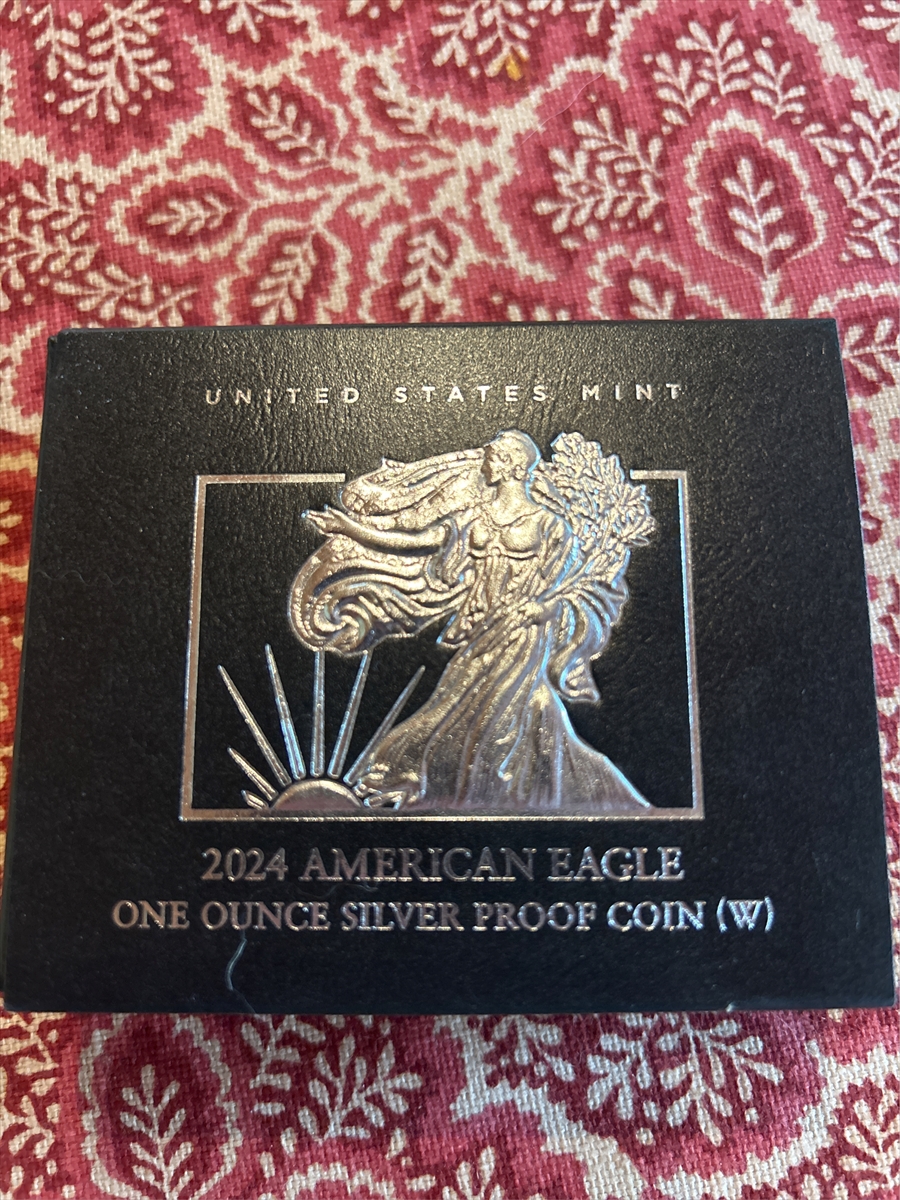 UNITED STATES MINT
2024 AMERICAN EAGLE
ONE OUNCE SILVER PROOF COIN (W)